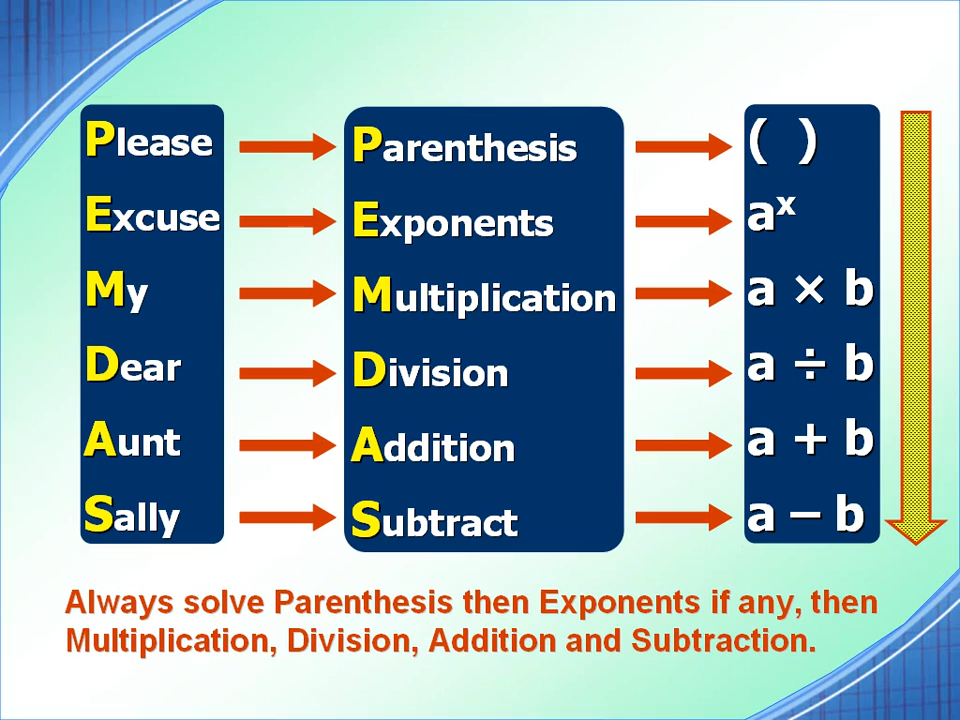 Please Parenthesis ( )
Excuse Exponents aˣ
My Multiplication a × b
Dear Division a ÷ b
Aunt Addition a + b
Sally Subtract a – b
Always solve Parenthesis then Exponents if any, then
Multiplication, Division, Addition and Subtraction.